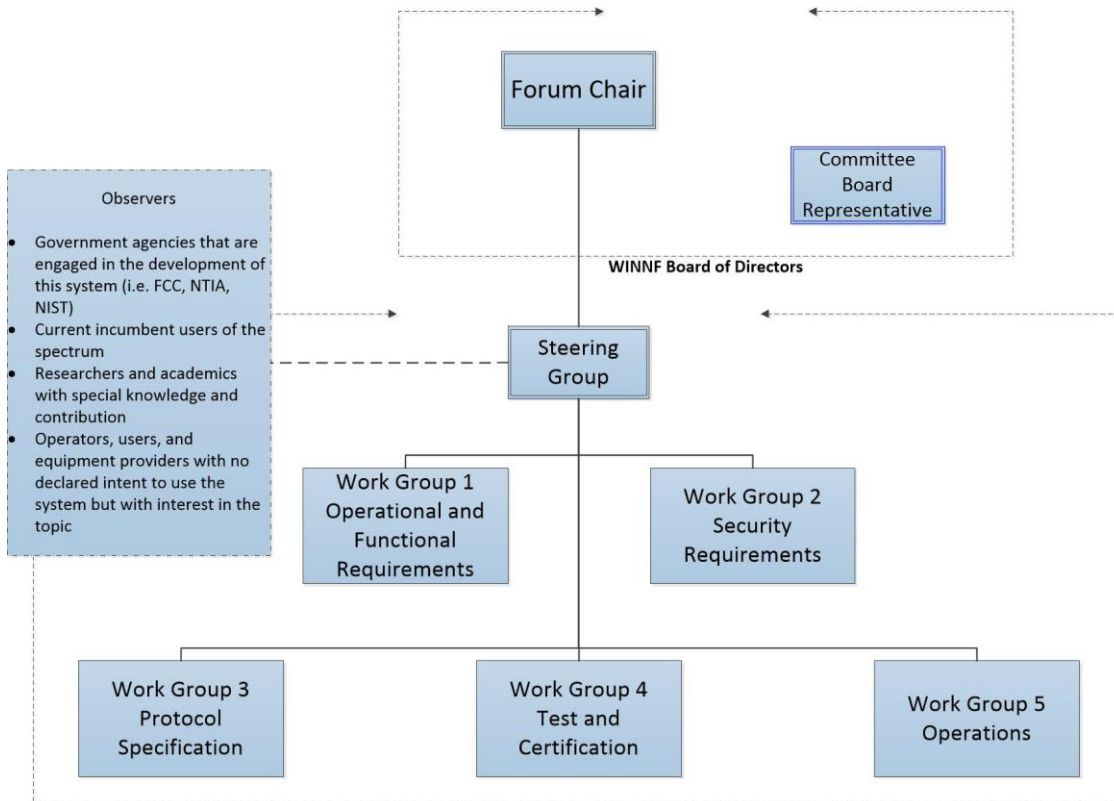 Forum Chair
Committee
Board
Representative
WINNF Board of Directors
Observers
● Government agencies that are
engaged in the development of
this system (i.e. FCC, NTIA,
NIST)
● Current incumbent users of the
spectrum
● Researchers and academics
with special knowledge and
contribution
● Operators, users, and
equipment providers with no
declared intent to use the
system but with interest in the
topic
Steering
Group
Work Group 1
Operational and
Functional
Requirements
Work Group 2
Security
Requirements
Work Group 3
Protocol
Specification
Work Group 4
Test and
Certification
Work Group 5
Operations